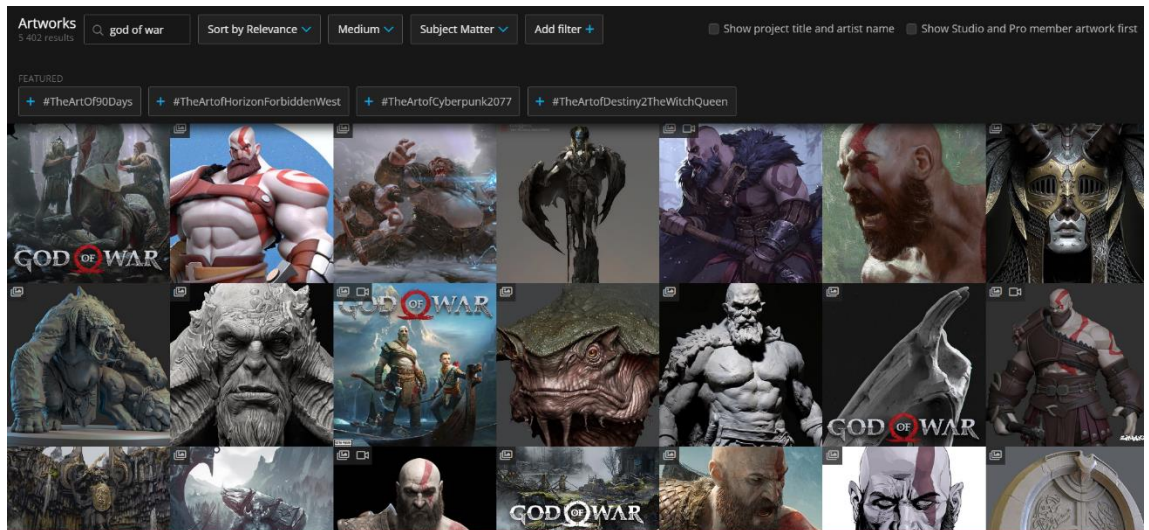 Artworks
5 402 results
god of war
Sort by Relevance
Medium
Subject Matter
Add filter +
Show project title and artist name
Show Studio and Pro member artwork first
FEATURED
+ #TheArtOf90Days
+ #TheArtofHorizonForbiddenWest
+ #TheArtofCyberpunk2077
+ #TheArtofDestiny2TheWitchQueen
GOD OF WAR
GOD OF WAR
GOD OF WAR
GOD OF WAR